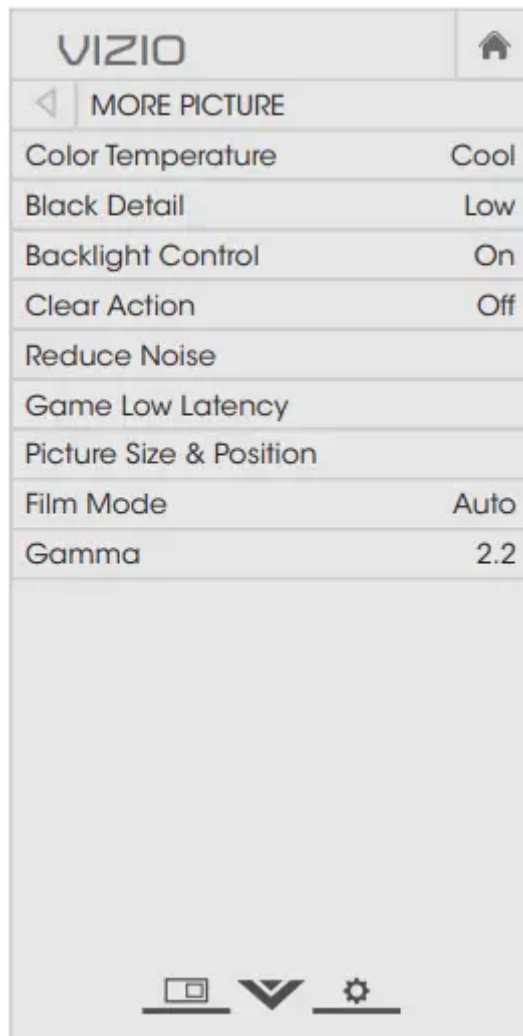 VIZIO
MORE PICTURE
Color Temperature Cool
Black Detail Low
Backlight Control On
Clear Action Off
Reduce Noise
Game Low Latency
Picture Size & Position
Film Mode Auto
Gamma 2.2